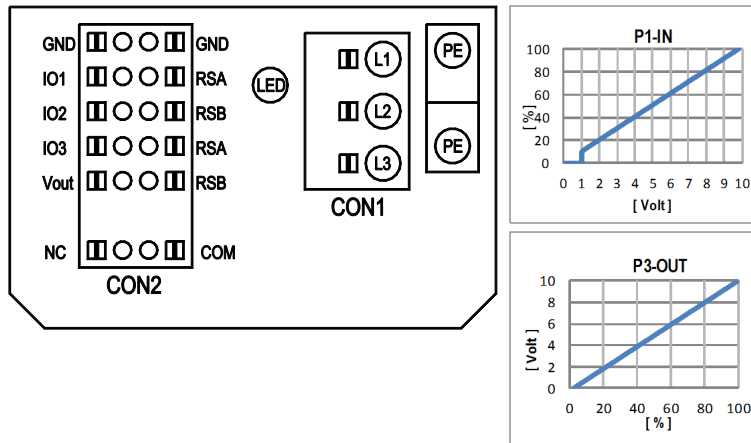 GND GND
IO1 RSA
IO2 RSB
IO3 RSA
Vout RSB
NC COM
CON2
LED
L1
L2
L3
CON1
PE
PE
P1-IN
[ % ]
100
80
60
40
20
0
0 1 2 3 4 5 6 7 8 9 10
[ Volt ]
P3-OUT
[ Volt ]
10
8
6
4
2
0
0 20 40 60 80 100
[ % ]